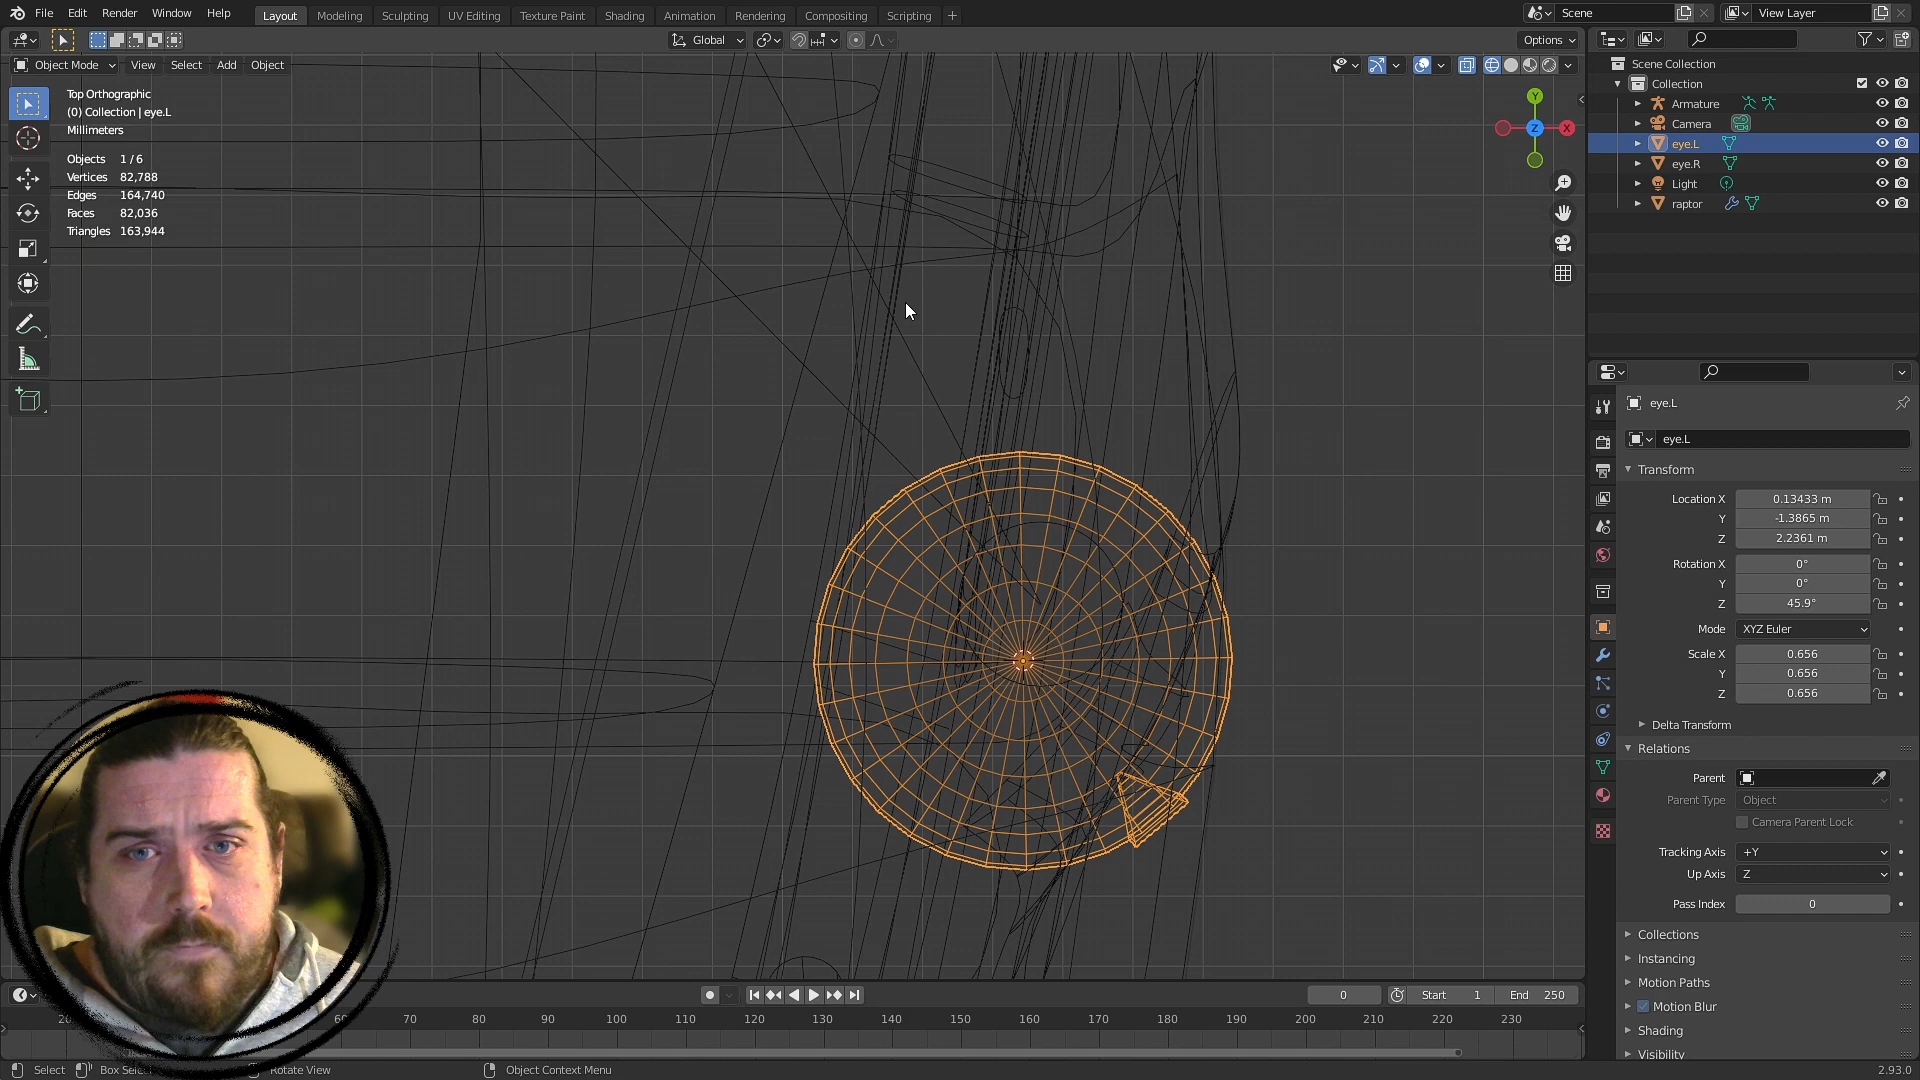 File Edit Render Window Help
Layout Modeling Sculpting UV Editing Texture Paint Shading Animation Rendering Compositing Scripting +
Scene
View Layer
Global
Options
Object Mode View Select Add Object
Top Orthographic
(0) Collection | eye.L
Millimeters
Objects 1 / 6
Vertices 82,788
Edges 164,740
Faces 82,036
Triangles 163,944
Y
Z
X
Scene Collection
Collection
Armature
Camera
eye.L
eye.R
Light
raptor
eye.L
eye.L
Transform
Location X 0.13433 m
Y -1.3865 m
Z 2.2361 m
Rotation X 0°
Y 0°
Z 45.9°
Mode XYZ Euler
Scale X 0.656
Y 0.656
Z 0.656
Delta Transform
Relations
Parent
Parent Type Object
Camera Parent Lock
Tracking Axis +Y
Up Axis Z
Pass Index 0
Collections
Instancing
Motion Paths
Motion Blur
Shading
Visibility
0 Start 1 End 250
60 70 80 90 100 110 120 130 140 150 160 170 180 190 200 210 220 230
Select Box Rotate View Object Context Menu
2.93.0